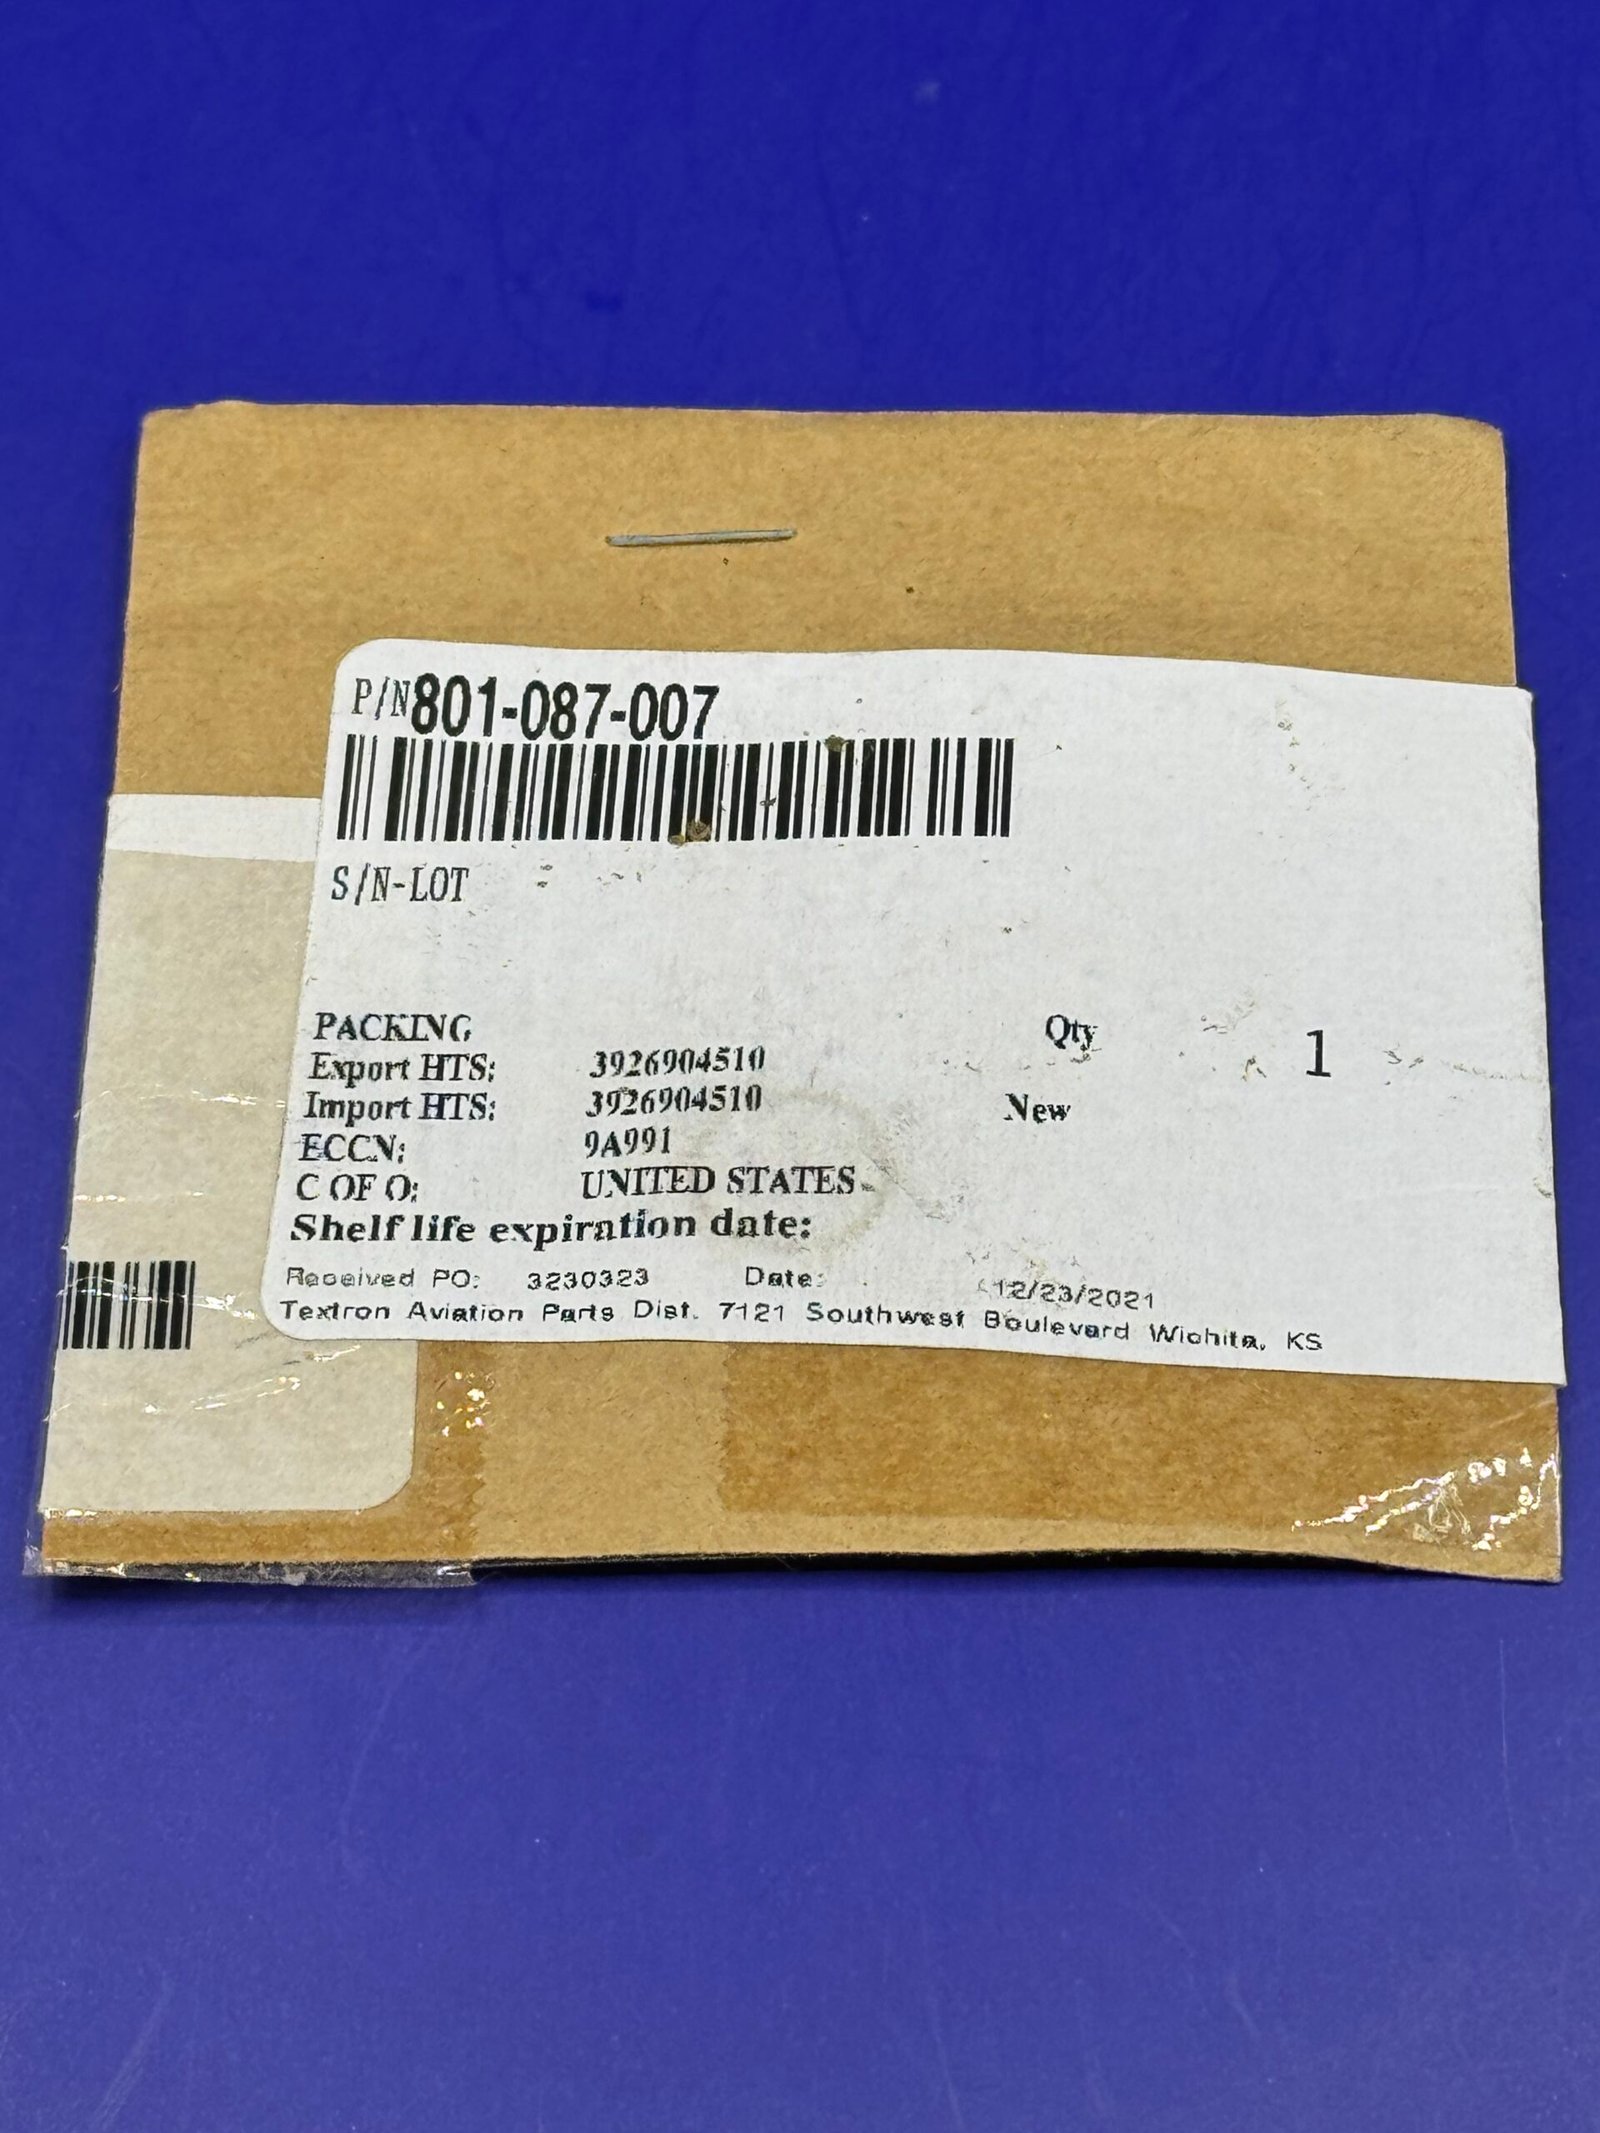 P/N 801-087-007
S/N-LOT
PACKING Qty 1
Export HTS: 3926904510
Import HTS: 3926904510 New
ECCN: 9A991
C OF O: UNITED STATES
Shelf life expiration date:
Received PO: 3230323 Date: 12/23/2021
Textron Aviation Parts Dist. 7121 Southwest Boulevard Wichita, KS